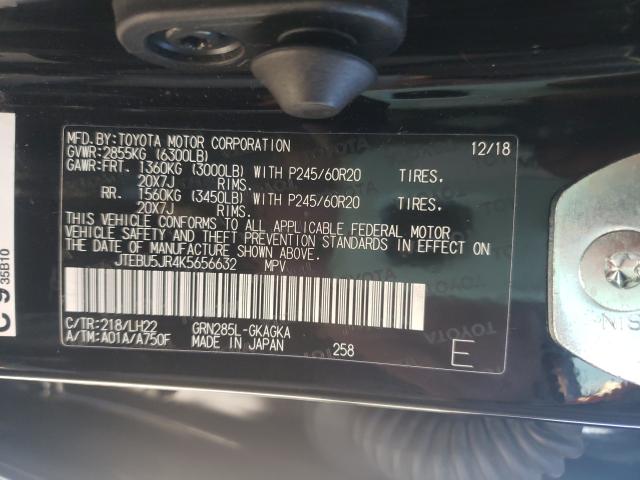 MFD.BY:TOYOTA MOTOR CORPORATION 12/18
GVWR:2855KG (6300LB)
GAWR:FRT. 1360KG (3000LB) WITH P245/60R20 TIRES.
20X7J RIMS.
RR. 1560KG (3450LB) WITH P245/60R20 TIRES.
20X7J RIMS.
THIS VEHICLE CONFORMS TO ALL APPLICABLE FEDERAL MOTOR
VEHICLE SAFETY AND THEFT PREVENTION STANDARDS IN EFFECT ON
THE DATE OF MANUFACTURE SHOWN ABOVE.
JTEBU5JR4K5656632 MPV
C/TR:218/LH22 GRN285L-GKAGKA
A/TM:A01A/A750F MADE IN JAPAN 258 E
C 9 35B10
NIS